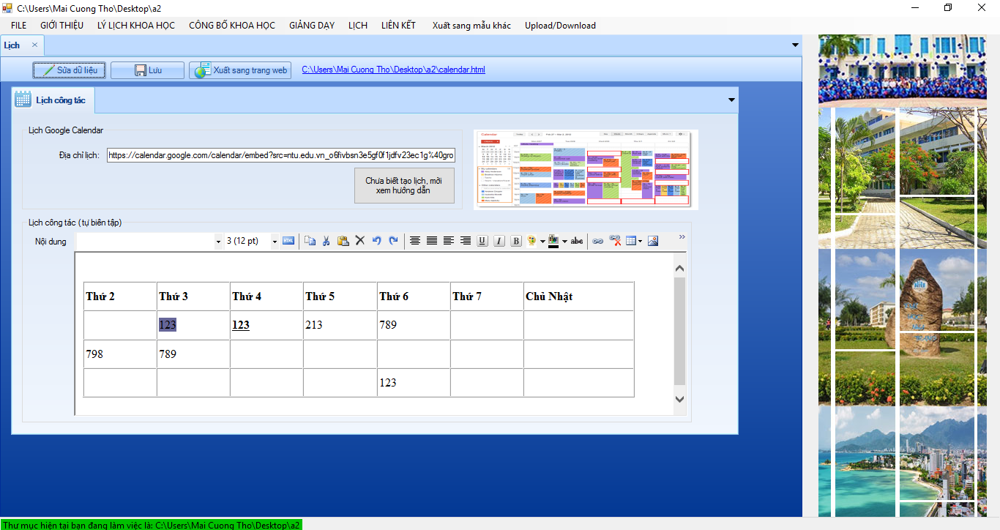 C:\Users\Mai Cuong Tho\Desktop\a2
FILE GIỚI THIỆU LÝ LỊCH KHOA HỌC CÔNG BỐ KHOA HỌC GIẢNG DẠY LỊCH LIÊN KẾT Xuất sang mẫu khác Upload/Download
Lịch
Sửa dữ liệu Lưu Xuất sang trang web C:\Users\Mai Cuong Tho\Desktop\a2\calendar.html
Lịch công tác
Lịch Google Calendar
Địa chỉ lịch: https://calendar.google.com/calendar/embed?src=ntu.edu.vn_o6fivbsn3e5gf0f1jdfv23ec1g%40gro
Chưa biết tạo lịch, mời
xem hướng dẫn
Calendar
Lịch công tác (tự biên tập)
Nội dung 3 (12 pt) HTML U I B abc
Thứ 2 Thứ 3 Thứ 4 Thứ 5 Thứ 6 Thứ 7 Chủ Nhật
123 123 213 789
798 789
123
Thư mục hiện tại bạn đang làm việc là: C:\Users\Mai Cuong Tho\Desktop\a2